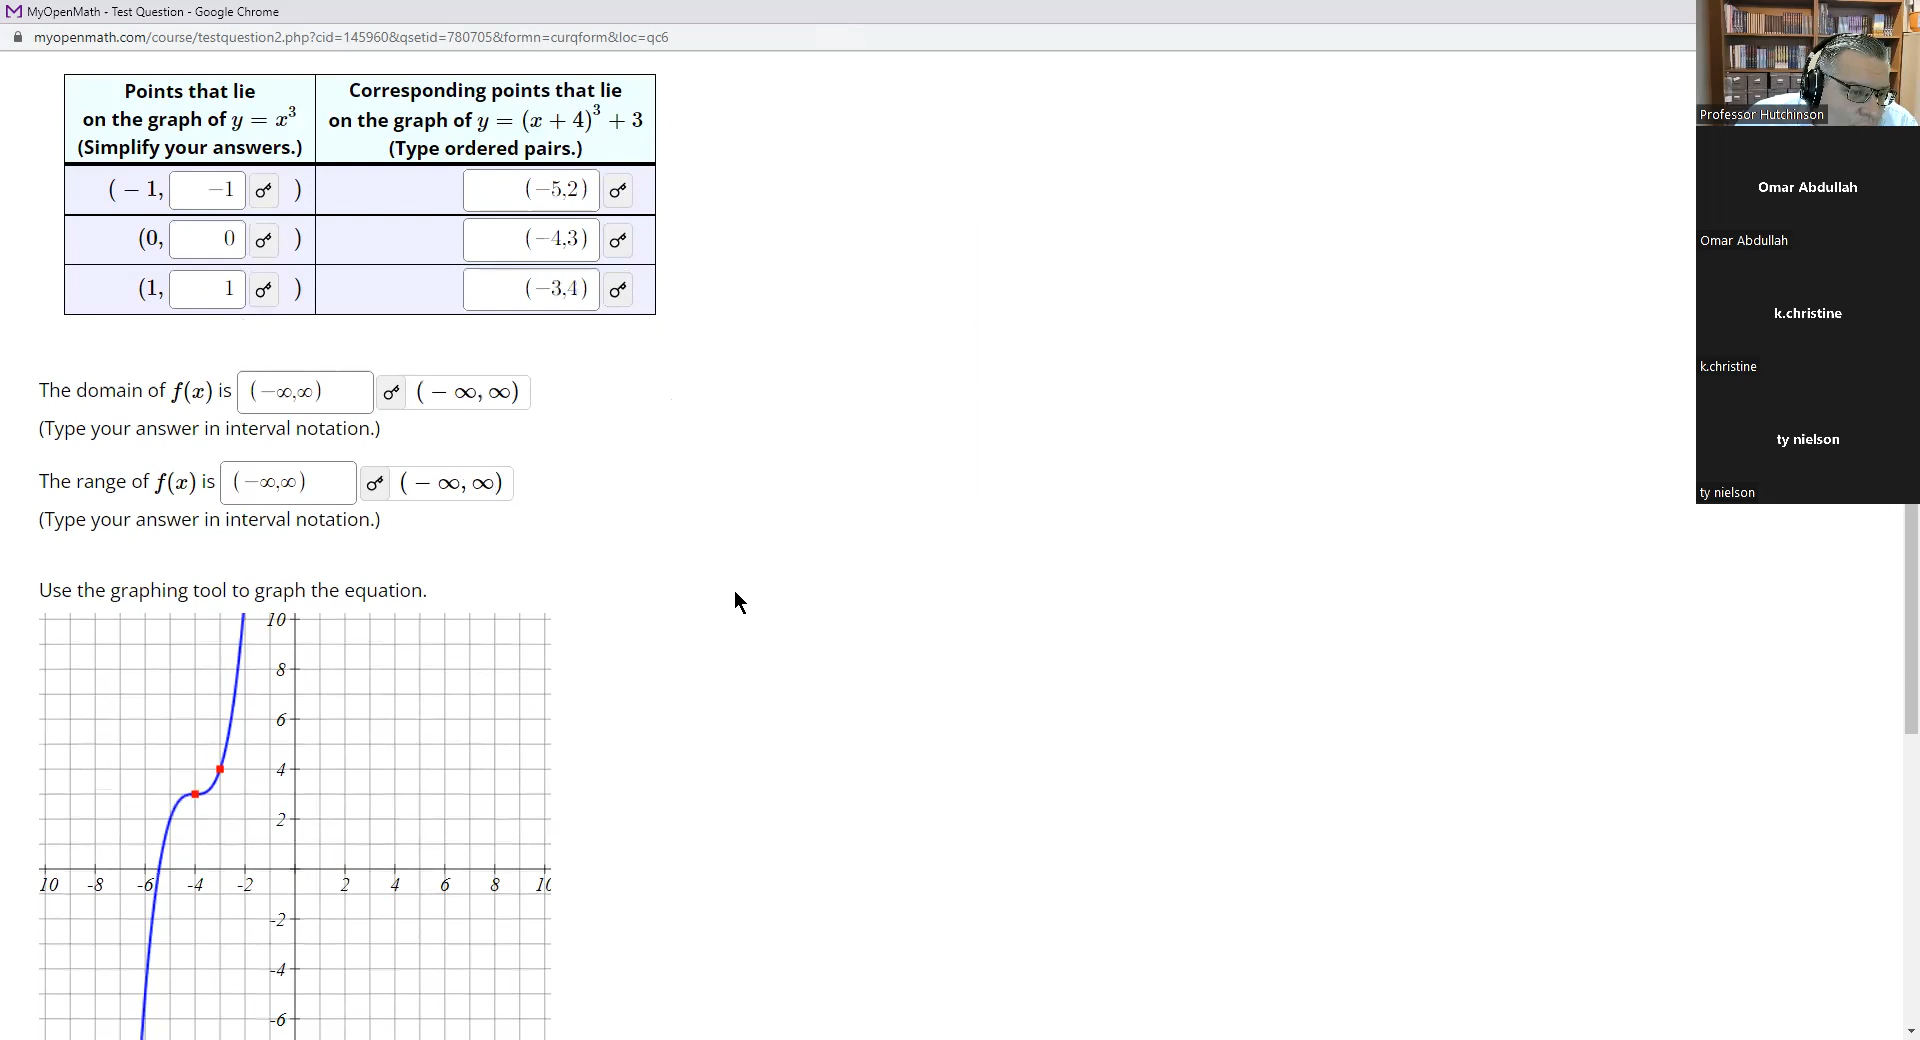 MyOpenMath - Test Question - Google Chrome
myopenmath.com/course/testquestion2.php?cid=145960&qsetid=780705&formn=curqform&loc=qc6
Points that lie on the graph of y = x³ (Simplify your answers.)
Corresponding points that lie on the graph of y = (x + 4)³ + 3 (Type ordered pairs.)
( − 1, −1 ) (−5,2)
(0, 0 ) (−4,3)
(1, 1 ) (−3,4)
The domain of f(x) is (−∞,∞) ( − ∞, ∞)
(Type your answer in interval notation.)
The range of f(x) is (−∞,∞) ( − ∞, ∞)
(Type your answer in interval notation.)
Use the graphing tool to graph the equation.
10
8
6
4
2
10 -8 -6 -4 -2 2 4 6 8 10
-2
-4
-6
Professor Hutchinson
Omar Abdullah
Omar Abdullah
k.christine
k.christine
ty nielson
ty nielson